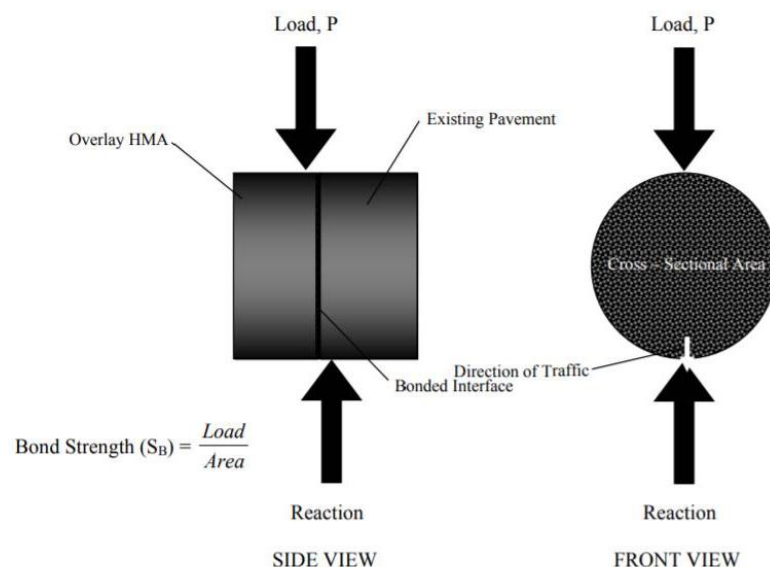 Load, P
Load, P
Overlay HMA
Existing Pavement
Cross – Sectional Area
Direction of Traffic
Bonded Interface
Bond Strength (S_B) = Load
Area
Reaction
Reaction
SIDE VIEW
FRONT VIEW